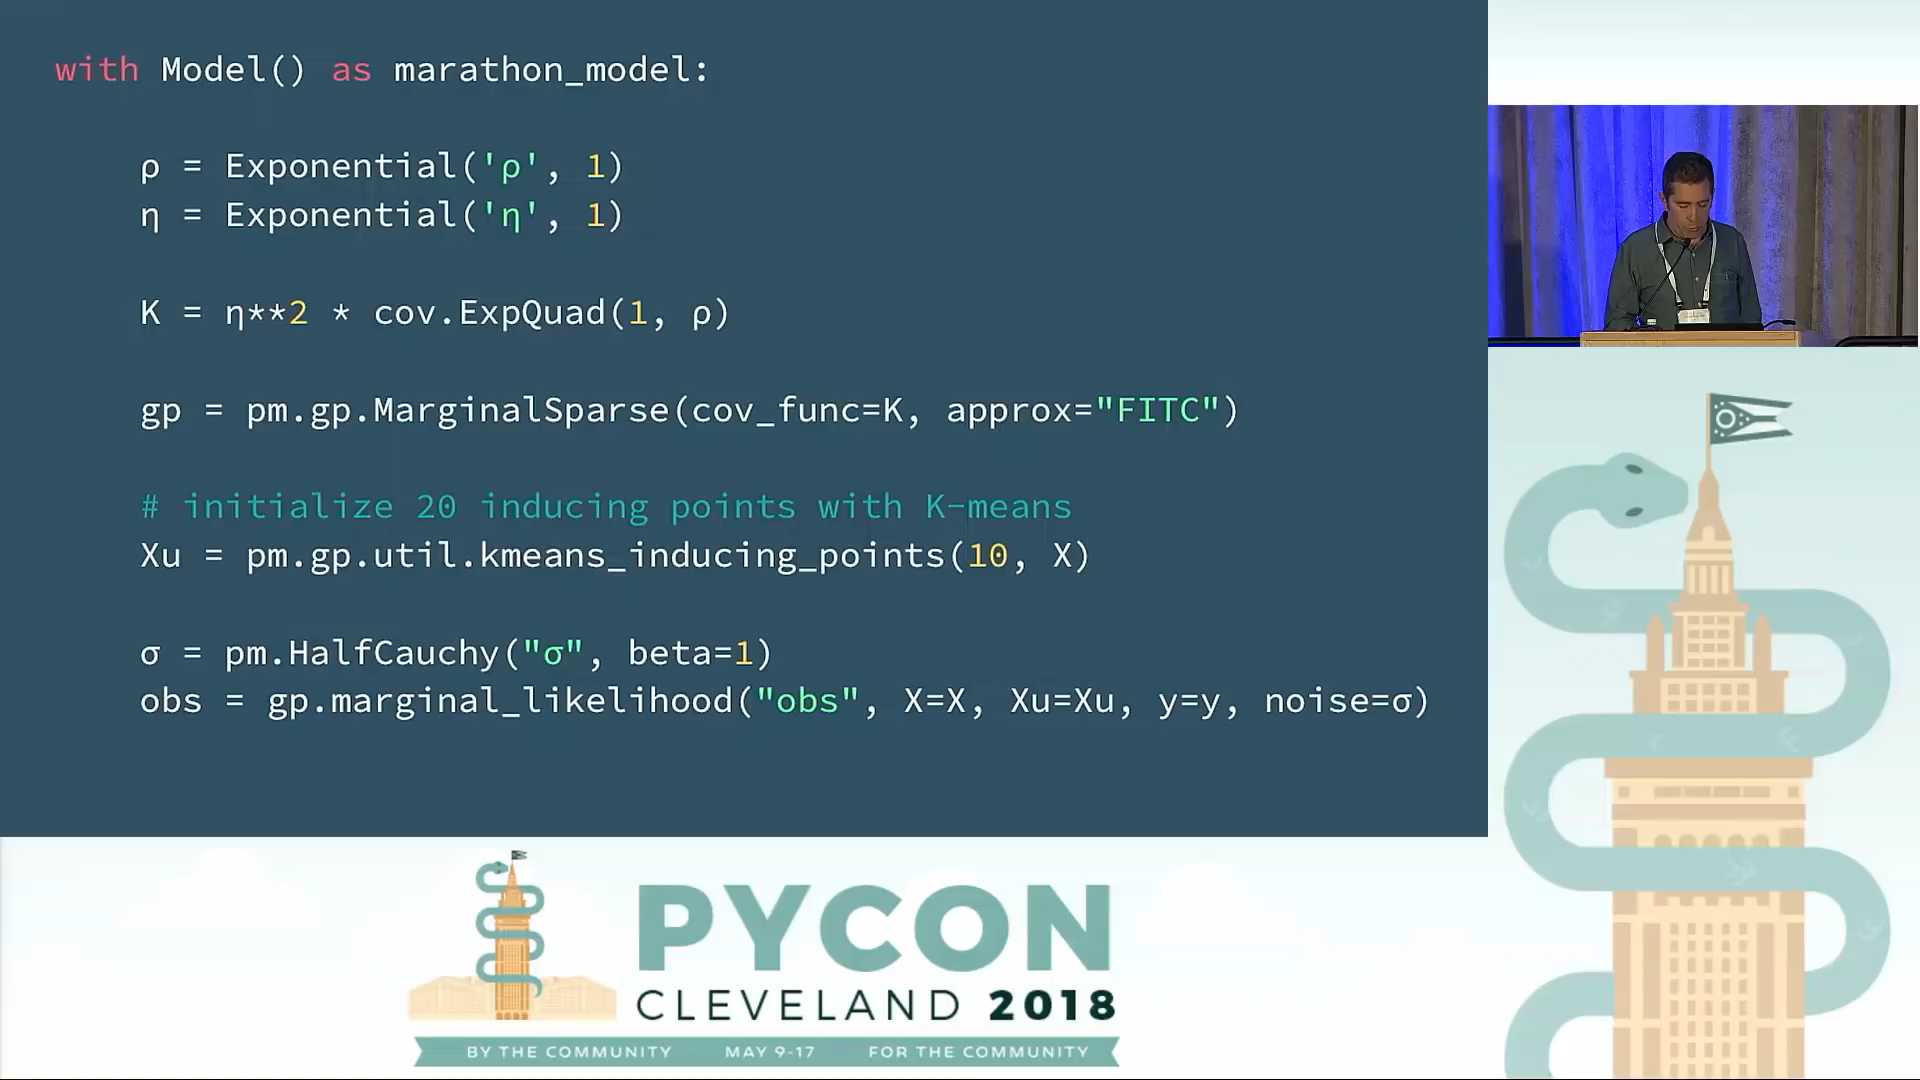 with Model() as marathon_model:
ρ = Exponential('ρ', 1)
η = Exponential('η', 1)
K = η**2 * cov.ExpQuad(1, ρ)
gp = pm.gp.MarginalSparse(cov_func=K, approx="FITC")
# initialize 20 inducing points with K-means
Xu = pm.gp.util.kmeans_inducing_points(10, X)
σ = pm.HalfCauchy("σ", beta=1)
obs = gp.marginal_likelihood("obs", X=X, Xu=Xu, y=y, noise=σ)
PYCON
CLEVELAND 2018
BY THE COMMUNITY MAY 9-17 FOR THE COMMUNITY